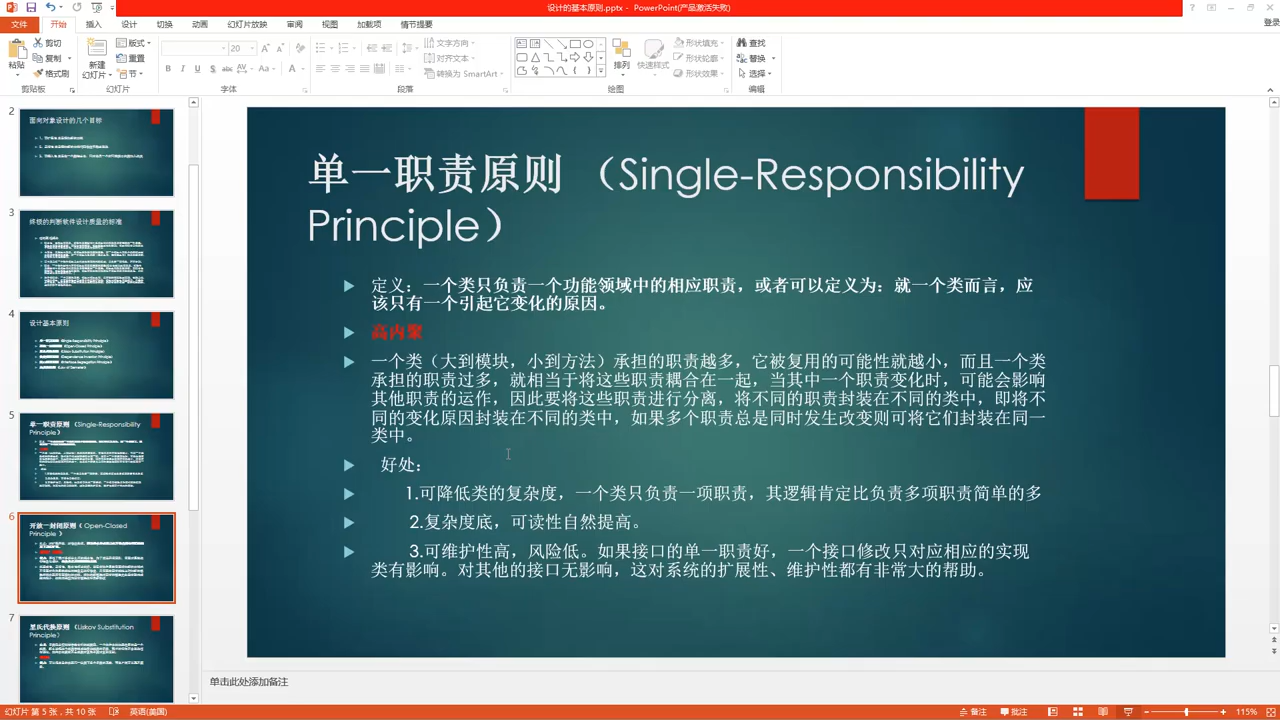 设计的基本原则.pptx - PowerPoint(产品激活失败)
文件 开始 插入 设计 切换 动画 幻灯片放映 审阅 视图 加载项 情节提要
登录
粘贴
剪切
复制
格式刷
剪贴板
新建
幻灯片
版式
重置
节
幻灯片
20
B I U S abc AV Aa A
字体
文字方向
对齐文本
转换为 SmartArt
段落
排列
快速样式
形状填充
形状轮廓
形状效果
绘图
查找
替换
选择
编辑
2
面向对象设计的几个目标
3
终极的判断软件设计质量的标准
4
设计基本原则
5
单一职责原则 (Single-Responsibility
Principle)
6
开放一封闭原则（ Open-Closed
Principle ）
7
里氏代换原则 （Liskov Substitution
Principle）
单一职责原则 （Single-Responsibility
Principle）
定义：一个类只负责一个功能领域中的相应职责，或者可以定义为：就一个类而言，应
该只有一个引起它变化的原因。
高内聚
一个类（大到模块，小到方法）承担的职责越多，它被复用的可能性就越小，而且一个类
承担的职责过多，就相当于将这些职责耦合在一起，当其中一个职责变化时，可能会影响
其他职责的运作，因此要将这些职责进行分离，将不同的职责封装在不同的类中，即将不
同的变化原因封装在不同的类中，如果多个职责总是同时发生改变则可将它们封装在同一
类中。
好处：
1.可降低类的复杂度，一个类只负责一项职责，其逻辑肯定比负责多项职责简单的多
2.复杂度底，可读性自然提高。
3.可维护性高，风险低。如果接口的单一职责好，一个接口修改只对应相应的实现
类有影响。对其他的接口无影响，这对系统的扩展性、维护性都有非常大的帮助。
单击此处添加备注
幻灯片 第 5 张，共 10 张 英语(美国) 备注 批注 115%